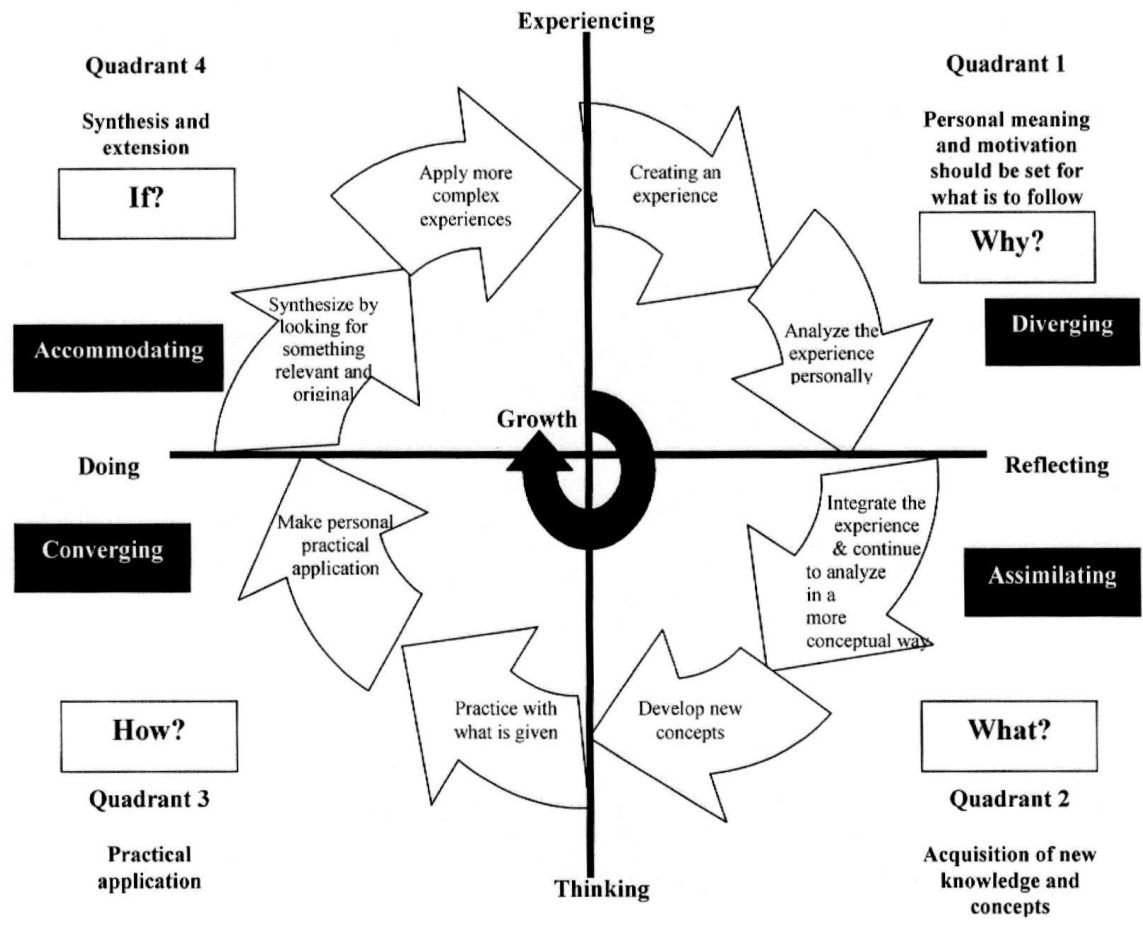 Experiencing
Quadrant 4
Synthesis and
extension
If?
Accommodating
Quadrant 1
Personal meaning
and motivation
should be set for
what is to follow
Why?
Diverging
Apply more
complex
experiences
Creating an
experience
Synthesize by
looking for
something
relevant and
original
Analyze the
experience
personally
Growth
Doing
Reflecting
Converging
Make personal
practical
application
Integrate the
experience
& continue
to analyze
in a
more
conceptual way
Assimilating
Practice with
what is given
Develop new
concepts
How?
Quadrant 3
Practical
application
What?
Quadrant 2
Acquisition of new
knowledge and
concepts
Thinking